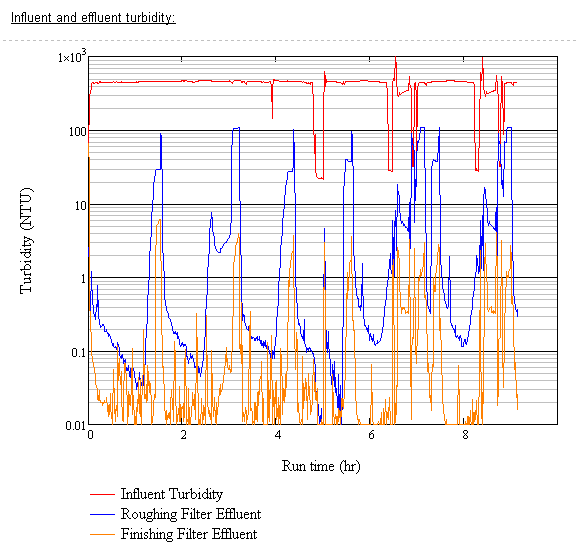 Influent and effluent turbidity:
1×10³
100
10
1
0.1
0.01
0
2
4
6
8
Turbidity (NTU)
Run time (hr)
Influent Turbidity
Roughing Filter Effluent
Finishing Filter Effluent